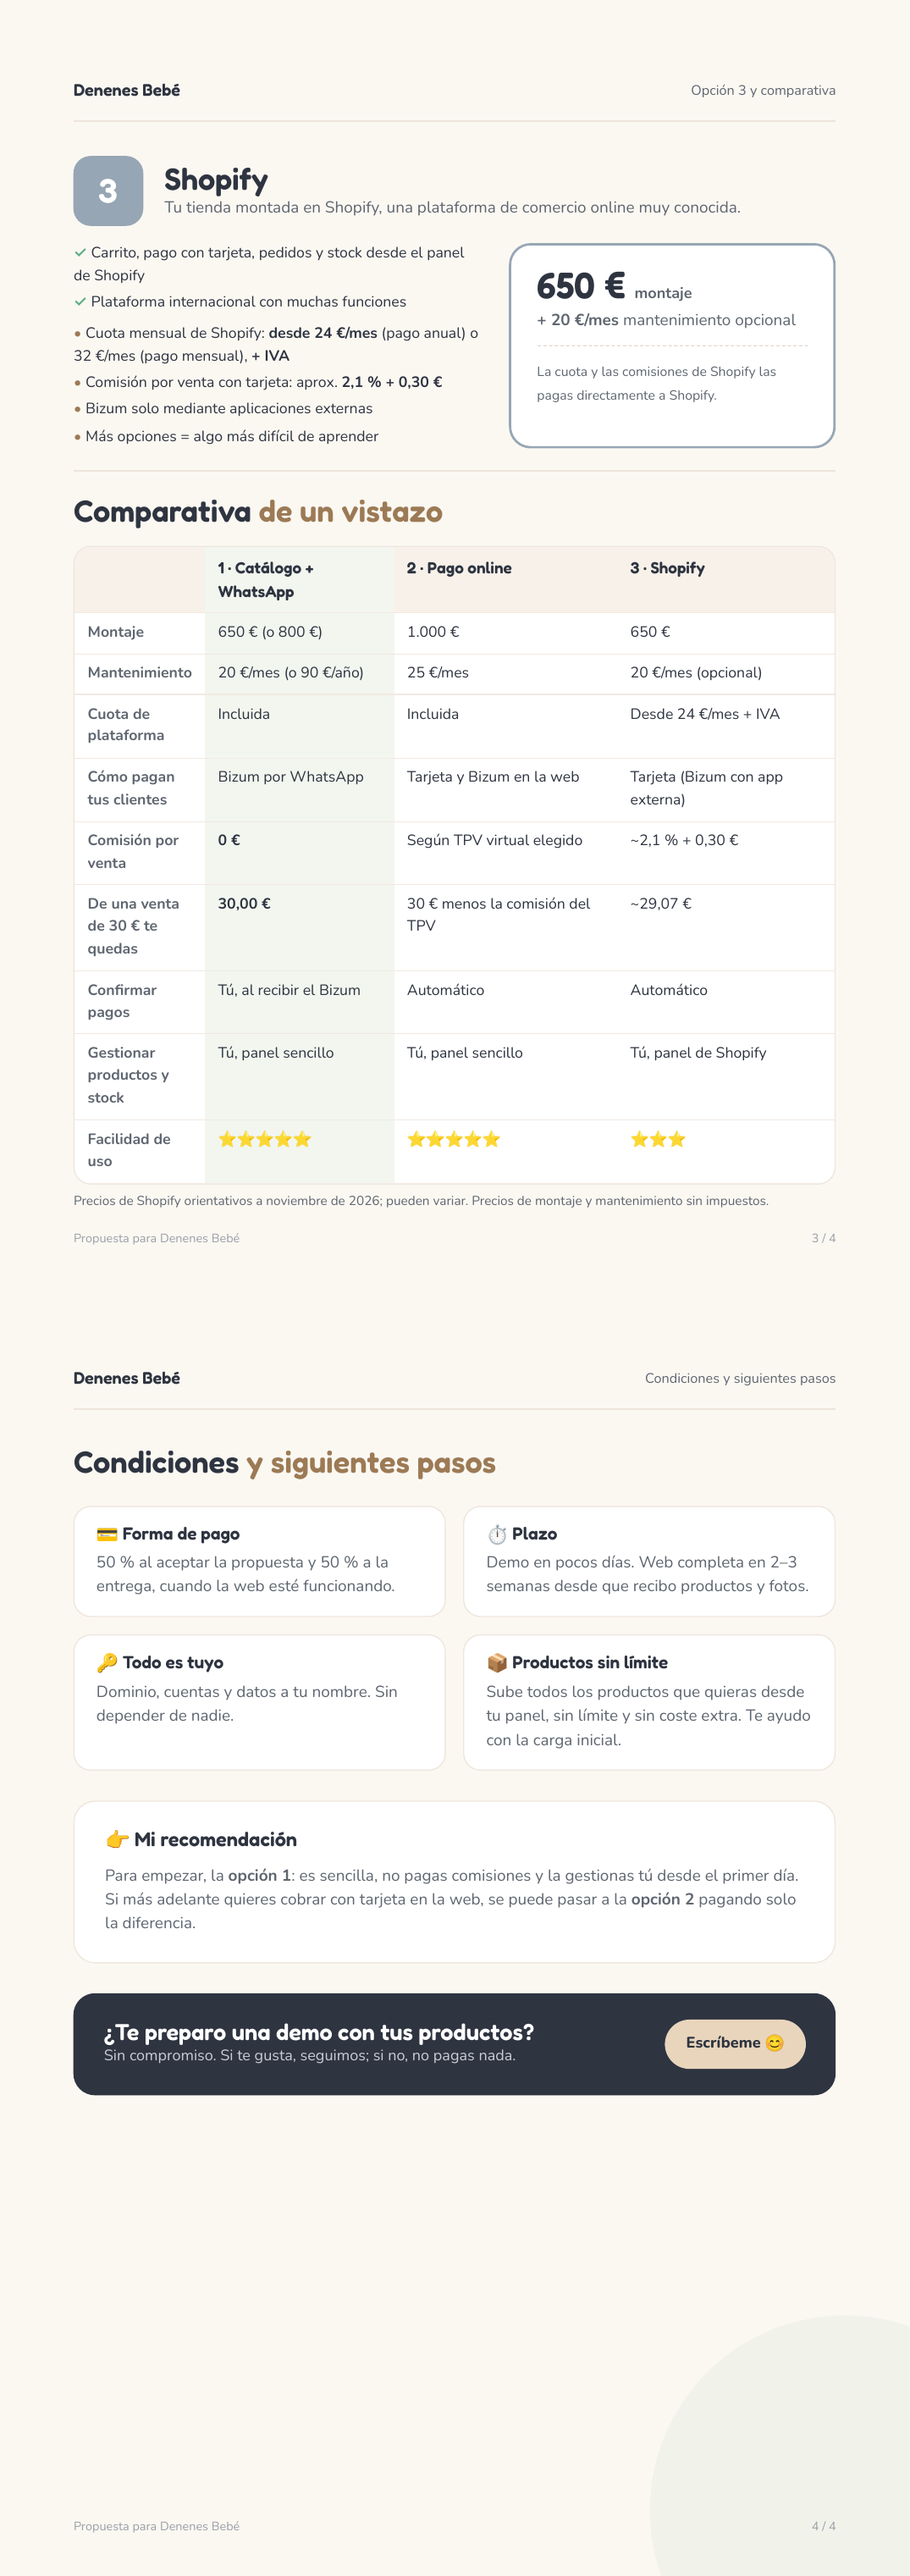 Denenes Bebé
Opción 3 y comparativa
3
Shopify
Tu tienda montada en Shopify, una plataforma de comercio online muy conocida.
✓ Carrito, pago con tarjeta, pedidos y stock desde el panel
de Shopify
✓ Plataforma internacional con muchas funciones
• Cuota mensual de Shopify: desde 24 €/mes (pago anual) o
32 €/mes (pago mensual), + IVA
• Comisión por venta con tarjeta: aprox. 2,1 % + 0,30 €
• Bizum solo mediante aplicaciones externas
• Más opciones = algo más difícil de aprender
650 € montaje
+ 20 €/mes mantenimiento opcional
La cuota y las comisiones de Shopify las
pagas directamente a Shopify.
Comparativa de un vistazo
1 · Catálogo +
WhatsApp
2 · Pago online
3 · Shopify
Montaje
650 € (o 800 €)
1.000 €
650 €
Mantenimiento
20 €/mes (o 90 €/año)
25 €/mes
20 €/mes (opcional)
Cuota de
plataforma
Incluida
Incluida
Desde 24 €/mes + IVA
Cómo pagan
tus clientes
Bizum por WhatsApp
Tarjeta y Bizum en la web
Tarjeta (Bizum con app
externa)
Comisión por
venta
0 €
Según TPV virtual elegido
~2,1 % + 0,30 €
De una venta
de 30 € te
quedas
30,00 €
30 € menos la comisión del
TPV
~29,07 €
Confirmar
pagos
Tú, al recibir el Bizum
Automático
Automático
Gestionar
productos y
stock
Tú, panel sencillo
Tú, panel sencillo
Tú, panel de Shopify
Facilidad de
uso
⭐⭐⭐⭐⭐
⭐⭐⭐⭐⭐
⭐⭐⭐
Precios de Shopify orientativos a noviembre de 2026; pueden variar. Precios de montaje y mantenimiento sin impuestos.
Propuesta para Denenes Bebé
3 / 4
Denenes Bebé
Condiciones y siguientes pasos
Condiciones y siguientes pasos
💳 Forma de pago
50 % al aceptar la propuesta y 50 % a la
entrega, cuando la web esté funcionando.
⏱️ Plazo
Demo en pocos días. Web completa en 2–3
semanas desde que recibo productos y fotos.
🔑 Todo es tuyo
Dominio, cuentas y datos a tu nombre. Sin
depender de nadie.
📦 Productos sin límite
Sube todos los productos que quieras desde
tu panel, sin límite y sin coste extra. Te ayudo
con la carga inicial.
👉 Mi recomendación
Para empezar, la opción 1: es sencilla, no pagas comisiones y la gestionas tú desde el primer día.
Si más adelante quieres cobrar con tarjeta en la web, se puede pasar a la opción 2 pagando solo
la diferencia.
¿Te preparo una demo con tus productos?
Sin compromiso. Si te gusta, seguimos; si no, no pagas nada.
Escríbeme 😊
Propuesta para Denenes Bebé
4 / 4